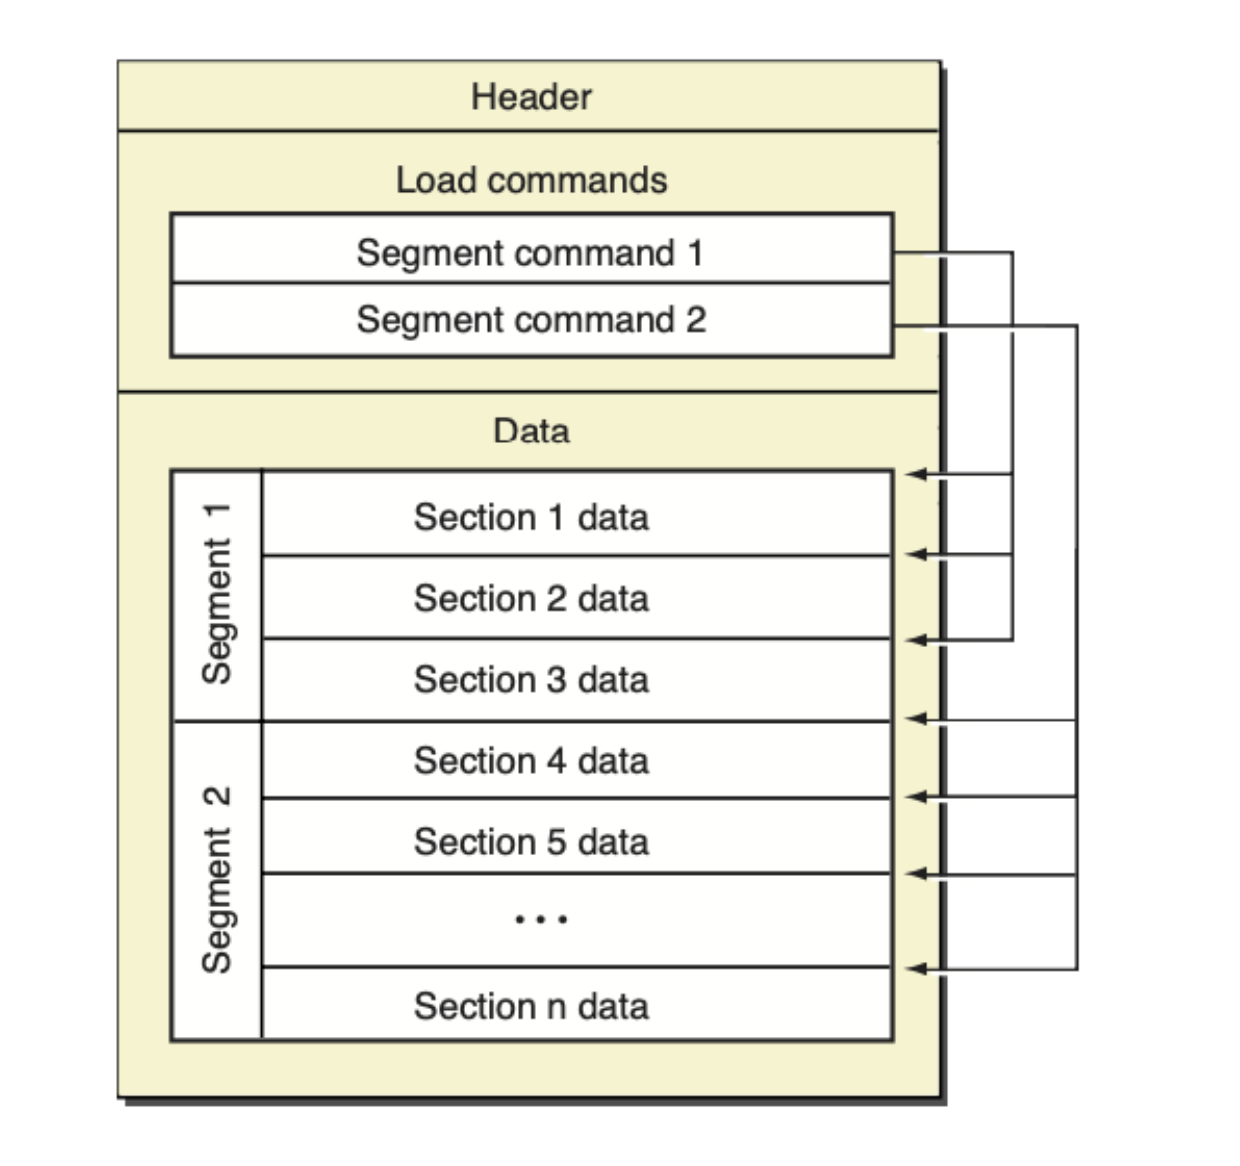 Header
Load commands
Segment command 1
Segment command 2
Data
Segment 1
Section 1 data
Section 2 data
Section 3 data
Segment 2
Section 4 data
Section 5 data
...
Section n data